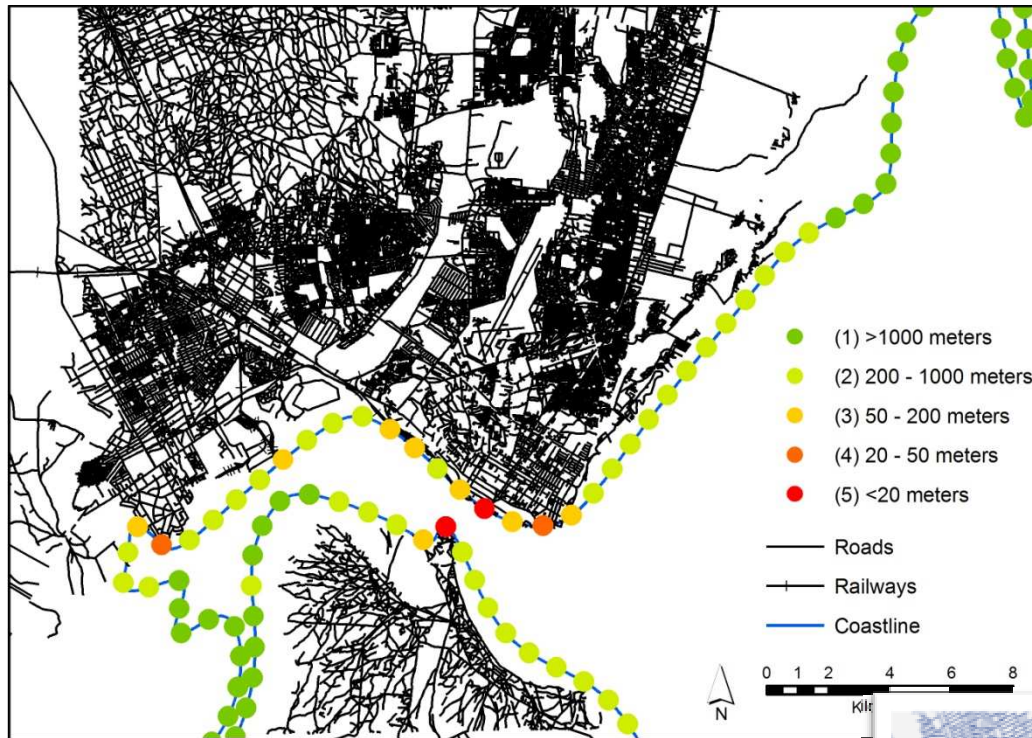 (1) >1000 meters
(2) 200 - 1000 meters
(3) 50 - 200 meters
(4) 20 - 50 meters
(5) <20 meters
Roads
Railways
Coastline
N
0 1 2 4 6 8